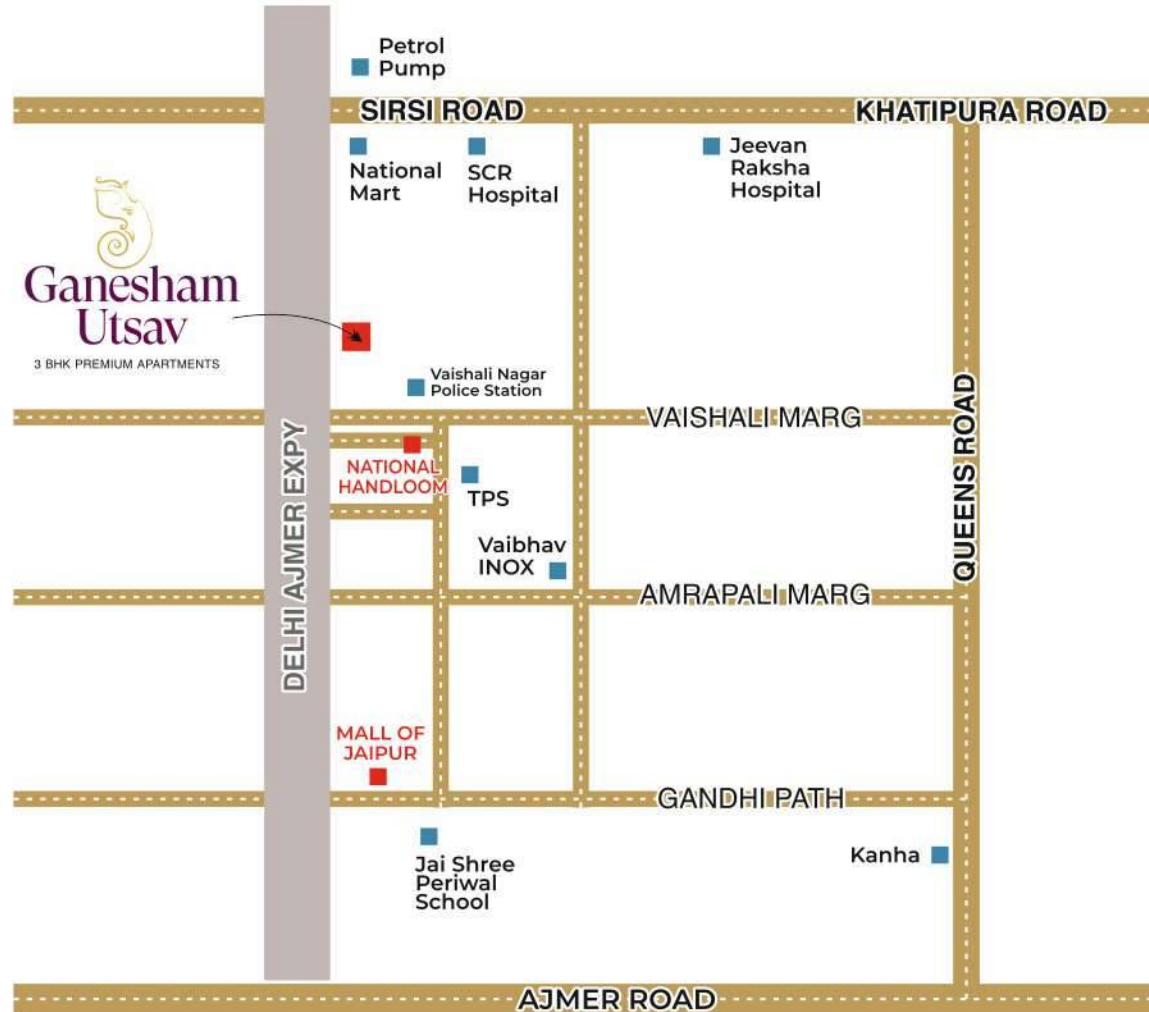 Petrol
Pump
SIRSI ROAD
KHATIPURA ROAD
National
Mart
SCR
Hospital
Jeevan
Raksha
Hospital
Ganesham
Utsav
3 BHK PREMIUM APARTMENTS
Vaishali Nagar
Police Station
VAISHALI MARG
NATIONAL
HANDLOOM
TPS
Vaibhav
INOX
DELHI AJMER EXPY
QUEENS ROAD
AMRAPALI MARG
MALL OF
JAIPUR
GANDHI PATH
Jai Shree
Periwal
School
Kanha
AJMER ROAD